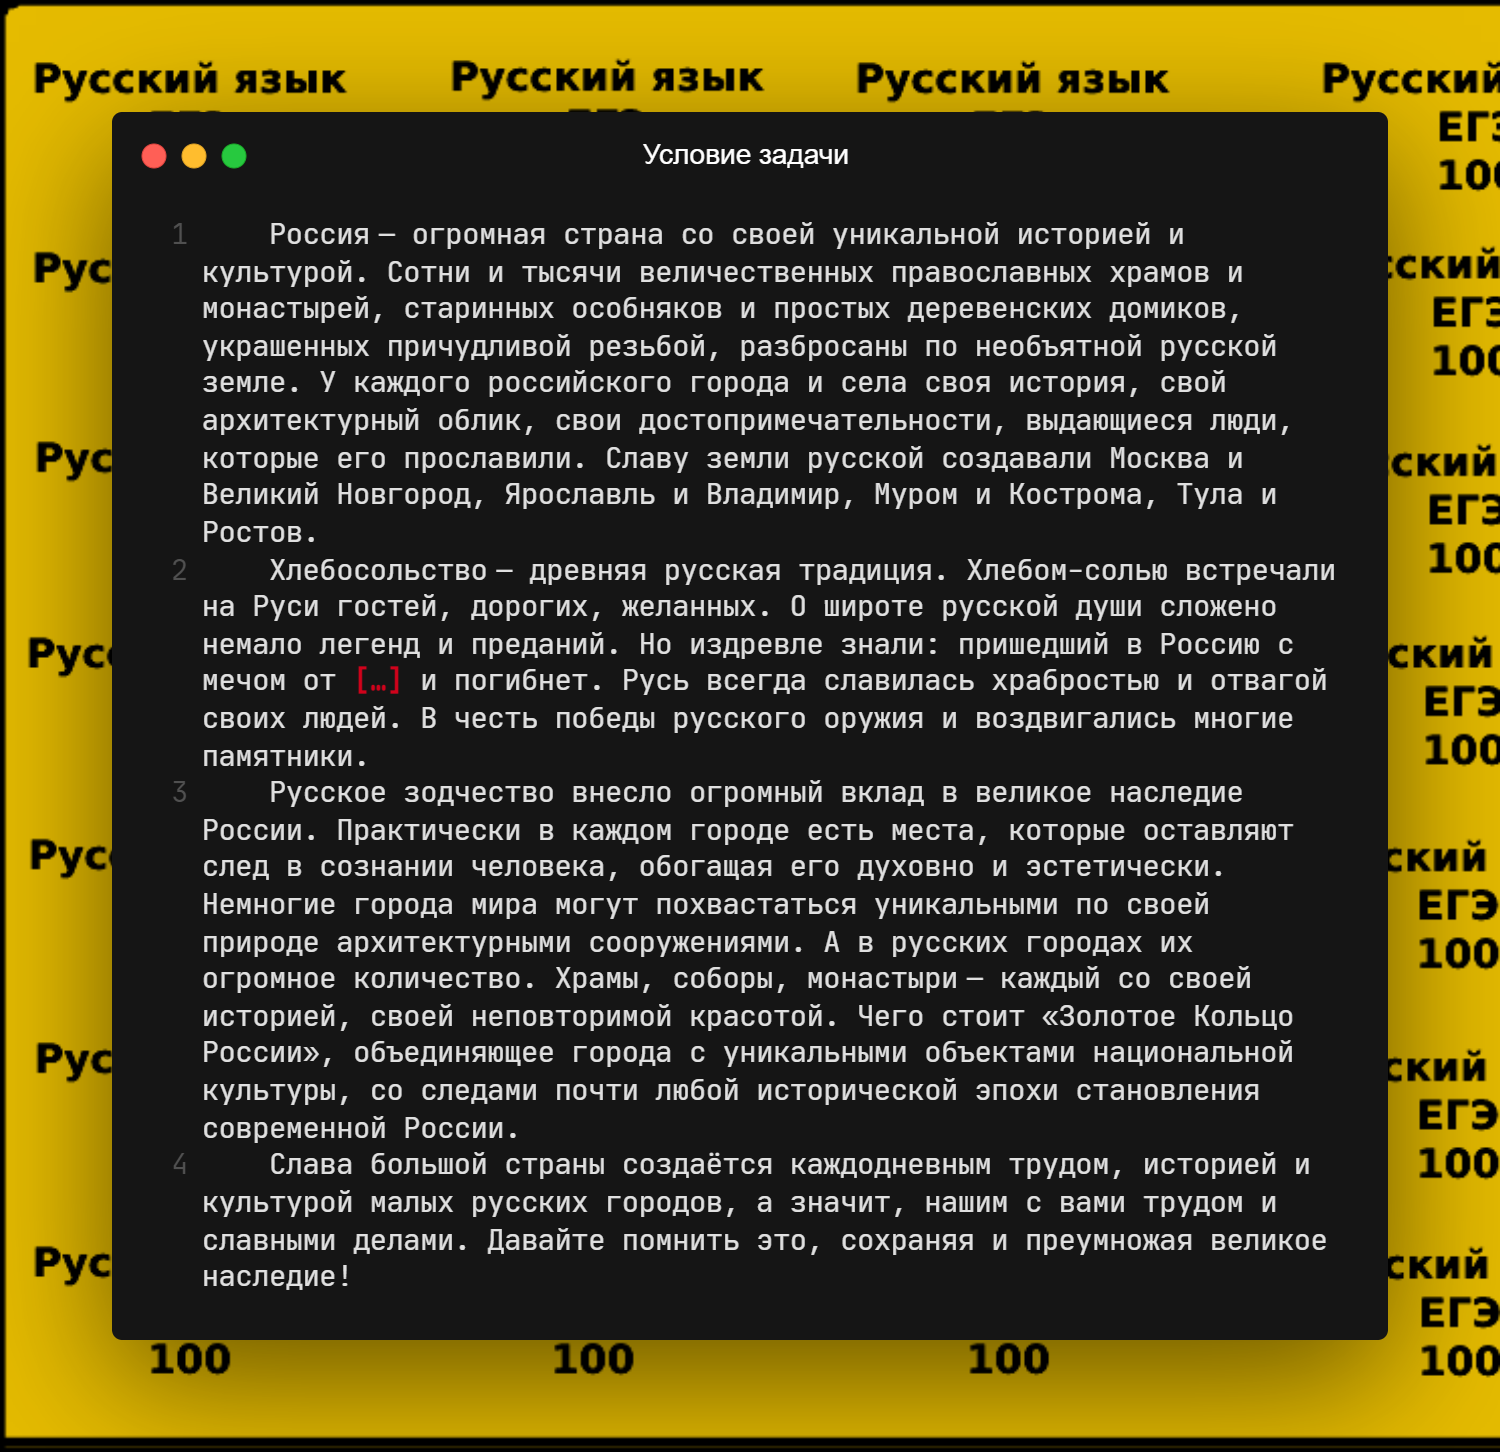 Русский язык Русский язык Русский язык Русский
ЕГЭ
100
Условие задачи
1 Россия – огромная страна со своей уникальной историей и
культурой. Сотни и тысячи величественных православных храмов и
монастырей, старинных особняков и простых деревенских домиков,
украшенных причудливой резьбой, разбросаны по необъятной русской
земле. У каждого российского города и села своя история, свой
архитектурный облик, свои достопримечательности, выдающиеся люди,
которые его прославили. Славу земли русской создавали Москва и
Великий Новгород, Ярославль и Владимир, Муром и Кострома, Тула и
Ростов.
2 Хлебосольство – древняя русская традиция. Хлебом-солью встречали
на Руси гостей, дорогих, желанных. О широте русской души сложено
немало легенд и преданий. Но издревле знали: пришедший в Россию с
мечом от […] и погибнет. Русь всегда славилась храбростью и отвагой
своих людей. В честь победы русского оружия и воздвигались многие
памятники.
3 Русское зодчество внесло огромный вклад в великое наследие
России. Практически в каждом городе есть места, которые оставляют
след в сознании человека, обогащая его духовно и эстетически.
Немногие города мира могут похвастаться уникальными по своей
природе архитектурными сооружениями. А в русских городах их
огромное количество. Храмы, соборы, монастыри – каждый со своей
историей, своей неповторимой красотой. Чего стоит «Золотое Кольцо
России», объединяющее города с уникальными объектами национальной
культуры, со следами почти любой исторической эпохи становления
современной России.
4 Слава большой страны создаётся каждодневным трудом, историей и
культурой малых русских городов, а значит, нашим с вами трудом и
славными делами. Давайте помнить это, сохраняя и преумножая великое
наследие!
100 100 100 100